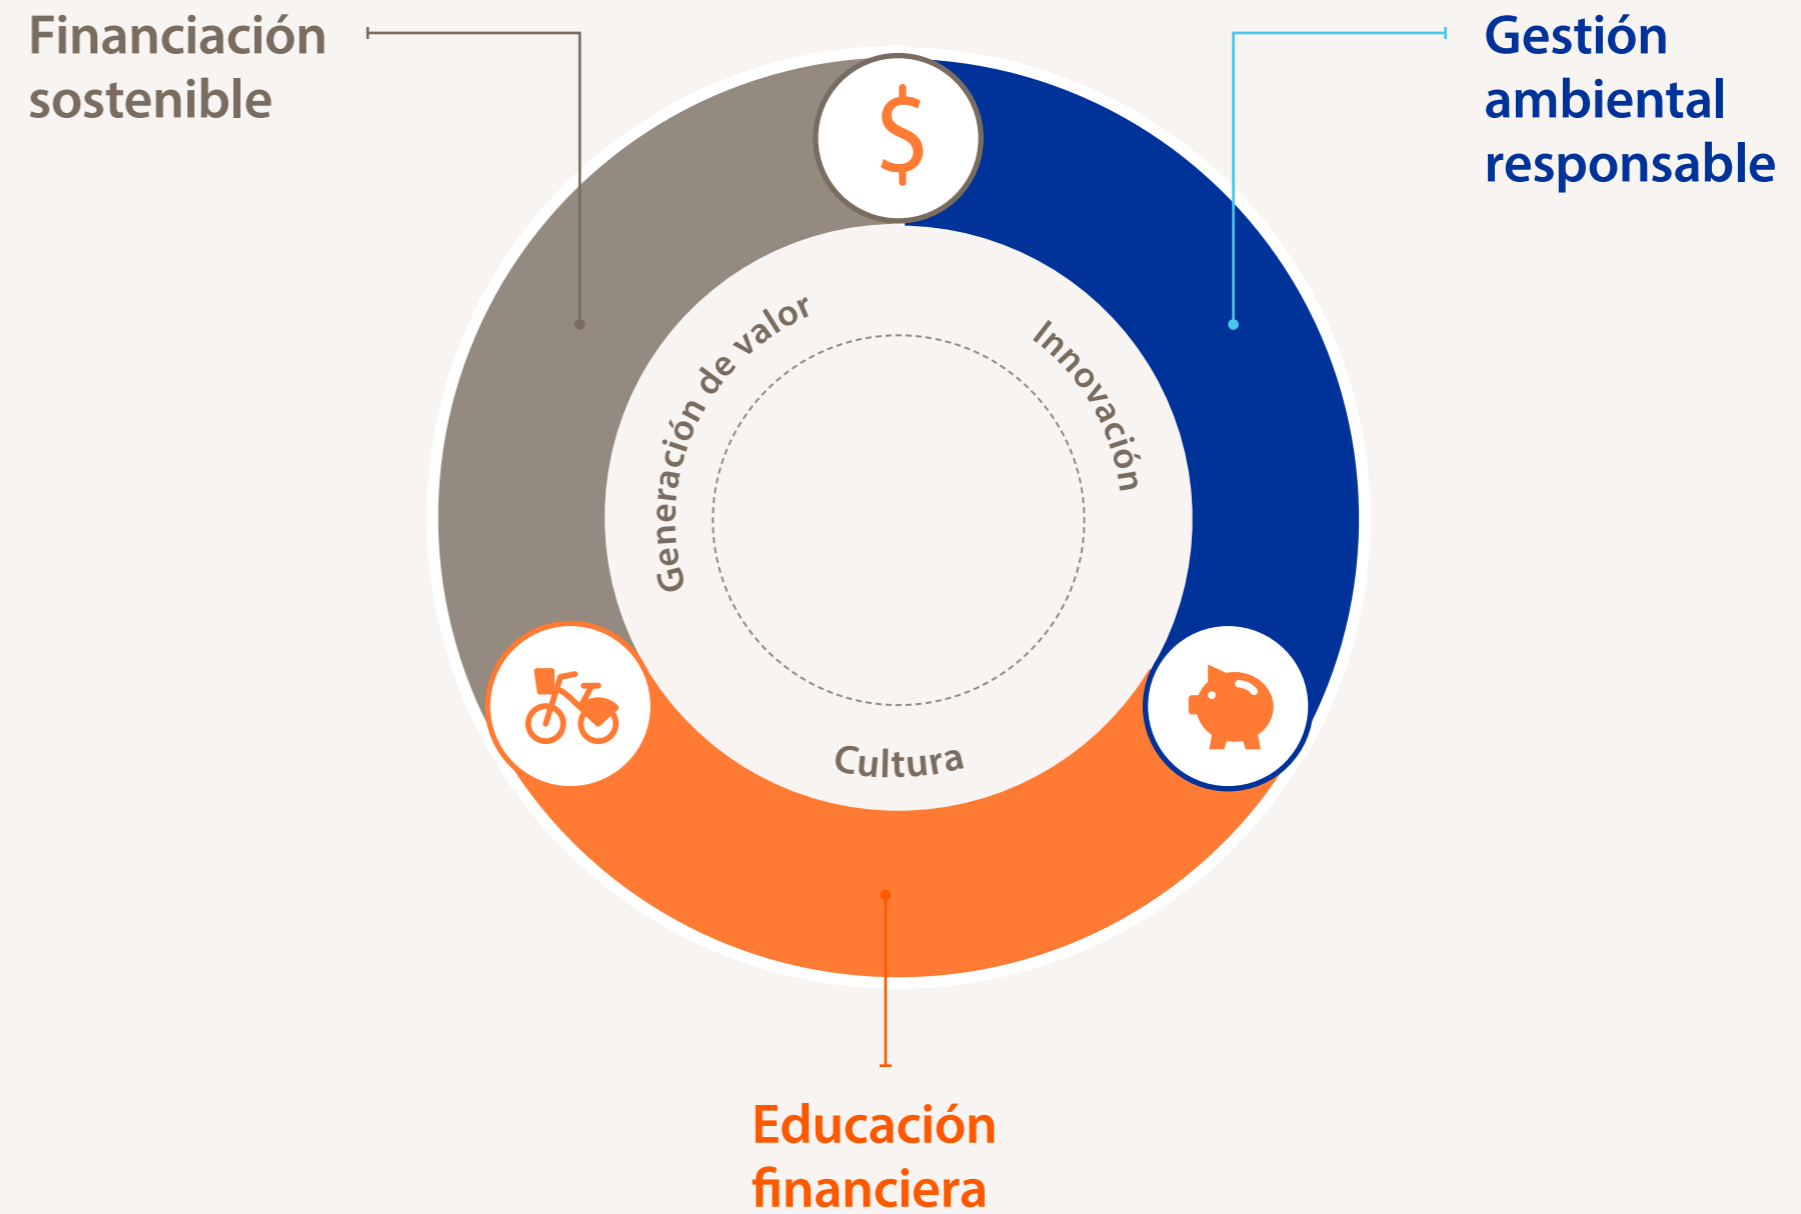 Financiación
sostenible
Gestión
ambiental
responsable
$
Generación de valor
Innovación
Cultura
Educación
financiera